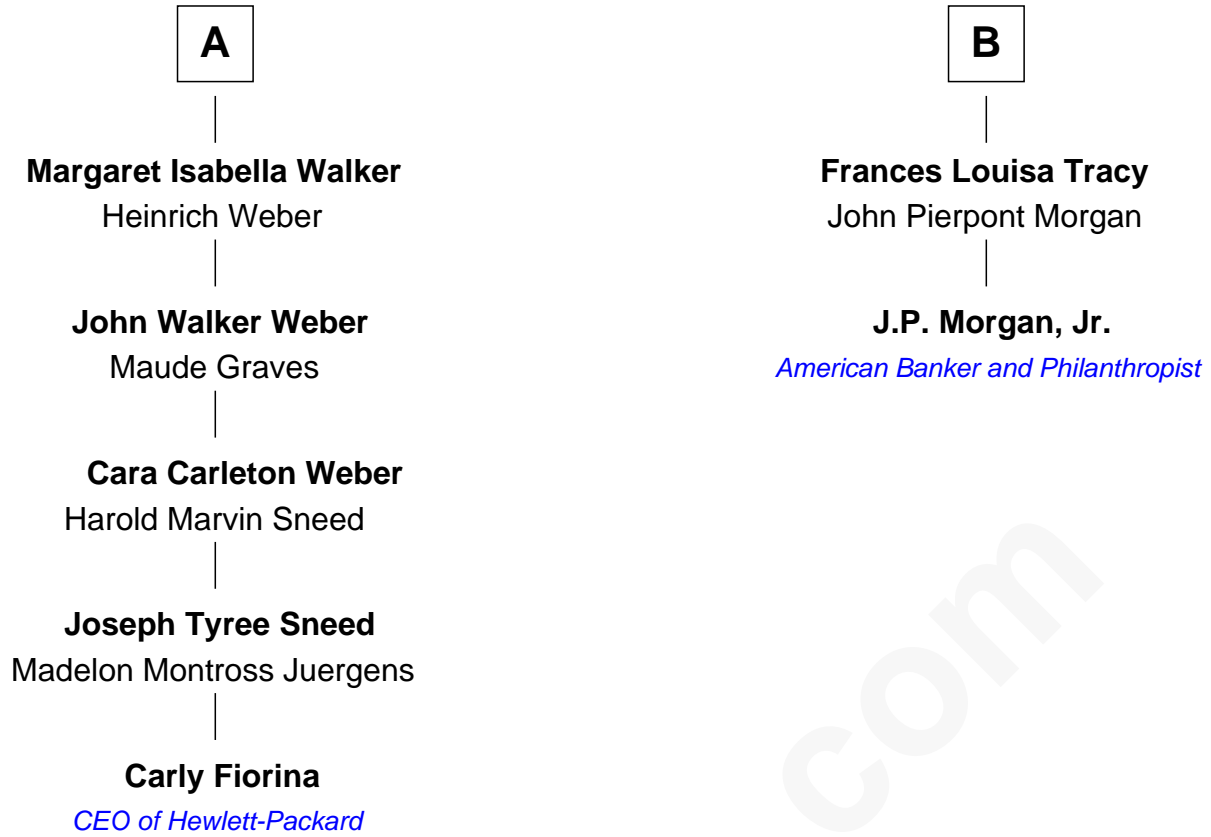 A
Margaret Isabella Walker
Heinrich Weber
John Walker Weber
Maude Graves
Cara Carleton Weber
Harold Marvin Sneed
Joseph Tyree Sneed
Madelon Montross Juergens
Carly Fiorina
CEO of Hewlett-Packard
B
Frances Louisa Tracy
John Pierpont Morgan
J.P. Morgan, Jr.
American Banker and Philanthropist
com